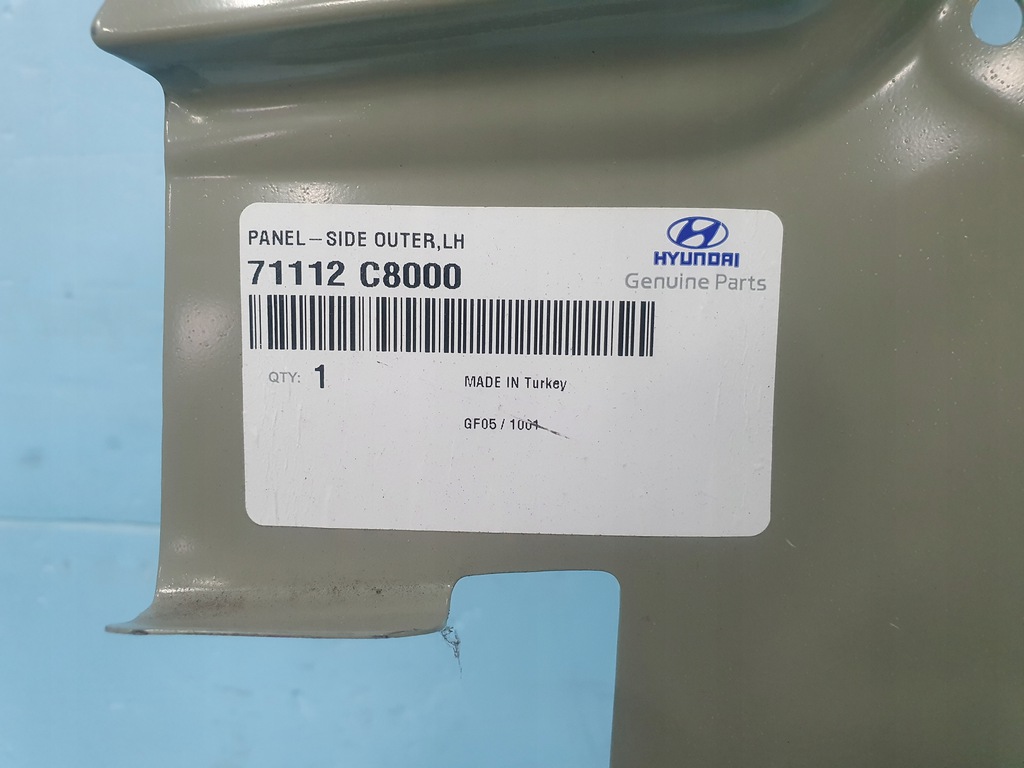 PANEL-SIDE OUTER,LH
71112 C8000
HYUNDAI
Genuine Parts
QTY: 1
MADE IN Turkey
GF05 / 1001